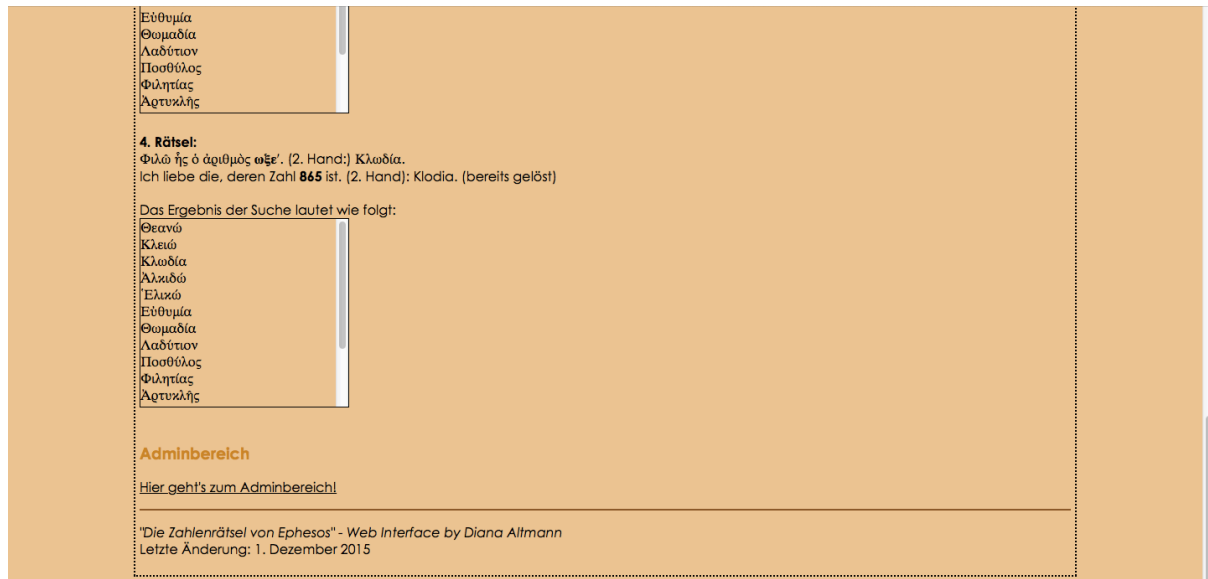 Εὐθυμία
Θωμαδία
Λαδύτιον
Ποσθύλος
Φιλητίας
Ἀρτυκλῆς
4. Rätsel:
Φιλῶ ἧς ὁ ἀριθμὸς ωξε′. (2. Hand:) Κλωδία.
Ich liebe die, deren Zahl 865 ist. (2. Hand): Klodia. (bereits gelöst)
Das Ergebnis der Suche lautet wie folgt:
Θεανώ
Κλειώ
Κλωδία
Ἀλκιδώ
Ἑλικώ
Εὐθυμία
Θωμαδία
Λαδύτιον
Ποσθύλος
Φιλητίας
Ἀρτυκλῆς
Adminbereich
Hier geht's zum Adminbereich!
"Die Zahlenrätsel von Ephesos" - Web Interface by Diana Altmann
Letzte Änderung: 1. Dezember 2015